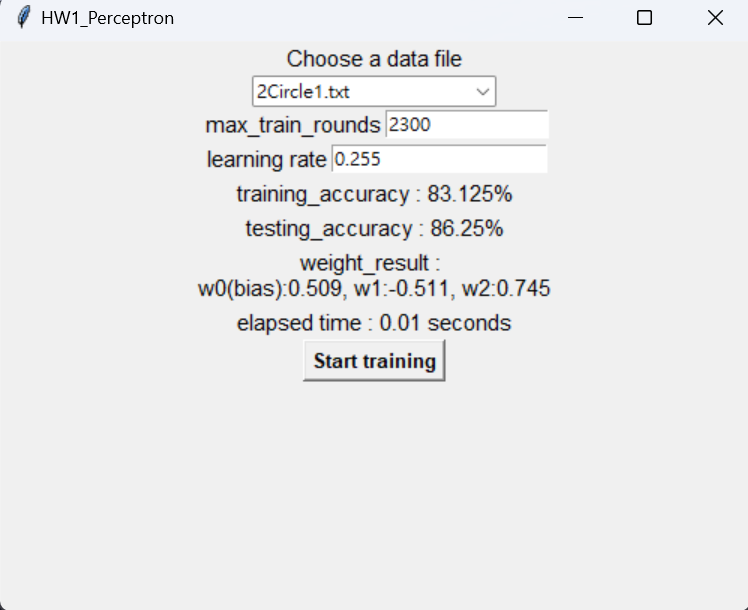 HW1_Perceptron
Choose a data file
2Circle1.txt
max_train_rounds 2300
learning rate 0.255
training_accuracy : 83.125%
testing_accuracy : 86.25%
weight_result :
w0(bias):0.509, w1:-0.511, w2:0.745
elapsed time : 0.01 seconds
Start training